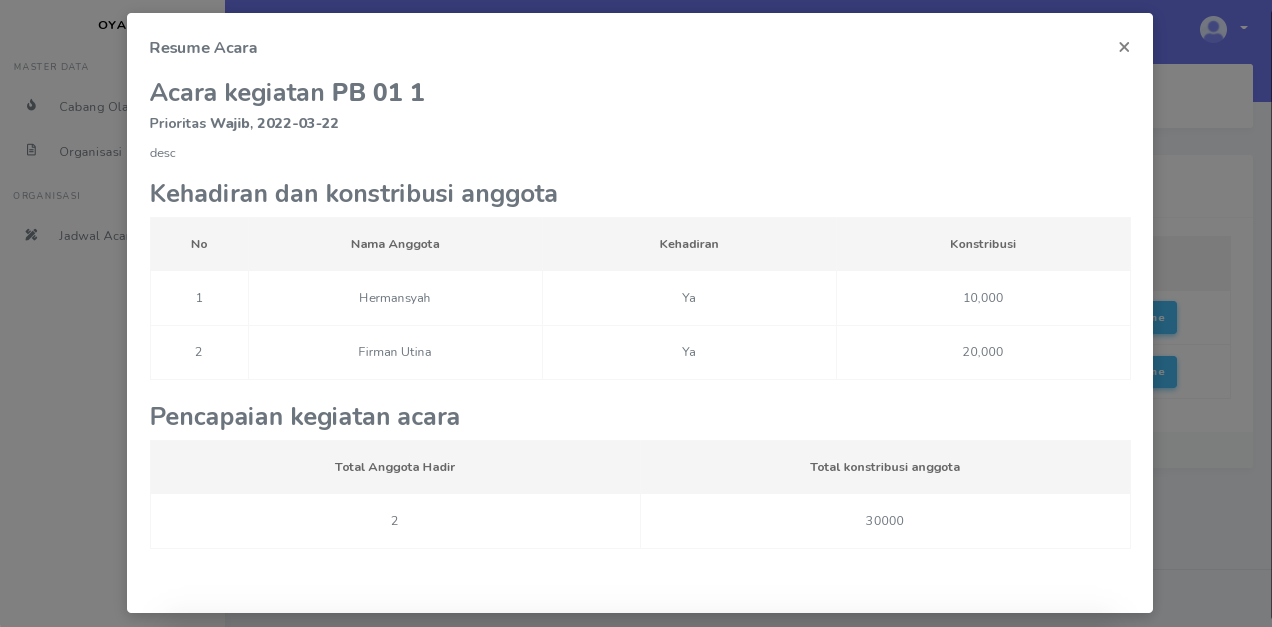 OYA
MASTER DATA
Cabang Ola
Organisasi
ORGANISASI
Jadwal Acar
Resume Acara
×
Acara kegiatan PB 01 1
Prioritas Wajib, 2022-03-22
desc
Kehadiran dan konstribusi anggota
No Nama Anggota Kehadiran Konstribusi
1 Hermansyah Ya 10,000
2 Firman Utina Ya 20,000
Pencapaian kegiatan acara
Total Anggota Hadir Total konstribusi anggota
2 30000
ne
ne